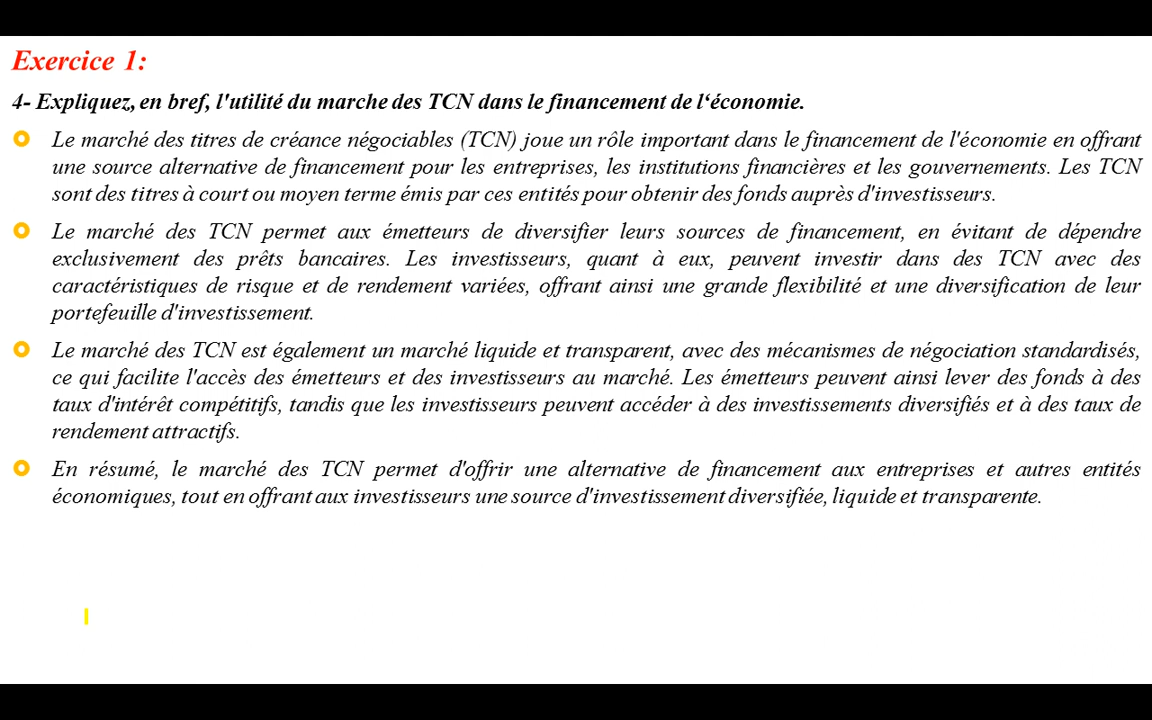 Exercice 1:
4- Expliquez, en bref, l'utilité du marche des TCN dans le financement de l‘économie.
Le marché des titres de créance négociables (TCN) joue un rôle important dans le financement de l'économie en offrant
une source alternative de financement pour les entreprises, les institutions financières et les gouvernements. Les TCN
sont des titres à court ou moyen terme émis par ces entités pour obtenir des fonds auprès d'investisseurs.
Le marché des TCN permet aux émetteurs de diversifier leurs sources de financement, en évitant de dépendre
exclusivement des prêts bancaires. Les investisseurs, quant à eux, peuvent investir dans des TCN avec des
caractéristiques de risque et de rendement variées, offrant ainsi une grande flexibilité et une diversification de leur
portefeuille d'investissement.
Le marché des TCN est également un marché liquide et transparent, avec des mécanismes de négociation standardisés,
ce qui facilite l'accès des émetteurs et des investisseurs au marché. Les émetteurs peuvent ainsi lever des fonds à des
taux d'intérêt compétitifs, tandis que les investisseurs peuvent accéder à des investissements diversifiés et à des taux de
rendement attractifs.
En résumé, le marché des TCN permet d'offrir une alternative de financement aux entreprises et autres entités
économiques, tout en offrant aux investisseurs une source d'investissement diversifiée, liquide et transparente.